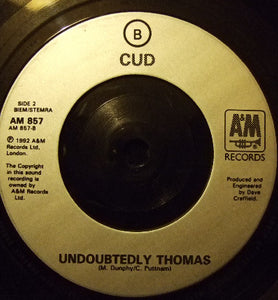 B
CUD
SIDE 2
BIEM/STEMRA
AM 857
AM 857-B
℗ 1992 A&M
Records Ltd.
London.
The Copyright
in this sound
recording is
owned by
A&M Records
Ltd.
A&M
RECORDS
Produced and
Engineered
by Dave
Creffield.
UNDOUBTEDLY THOMAS
(M. Dunphy/C. Puttnam)